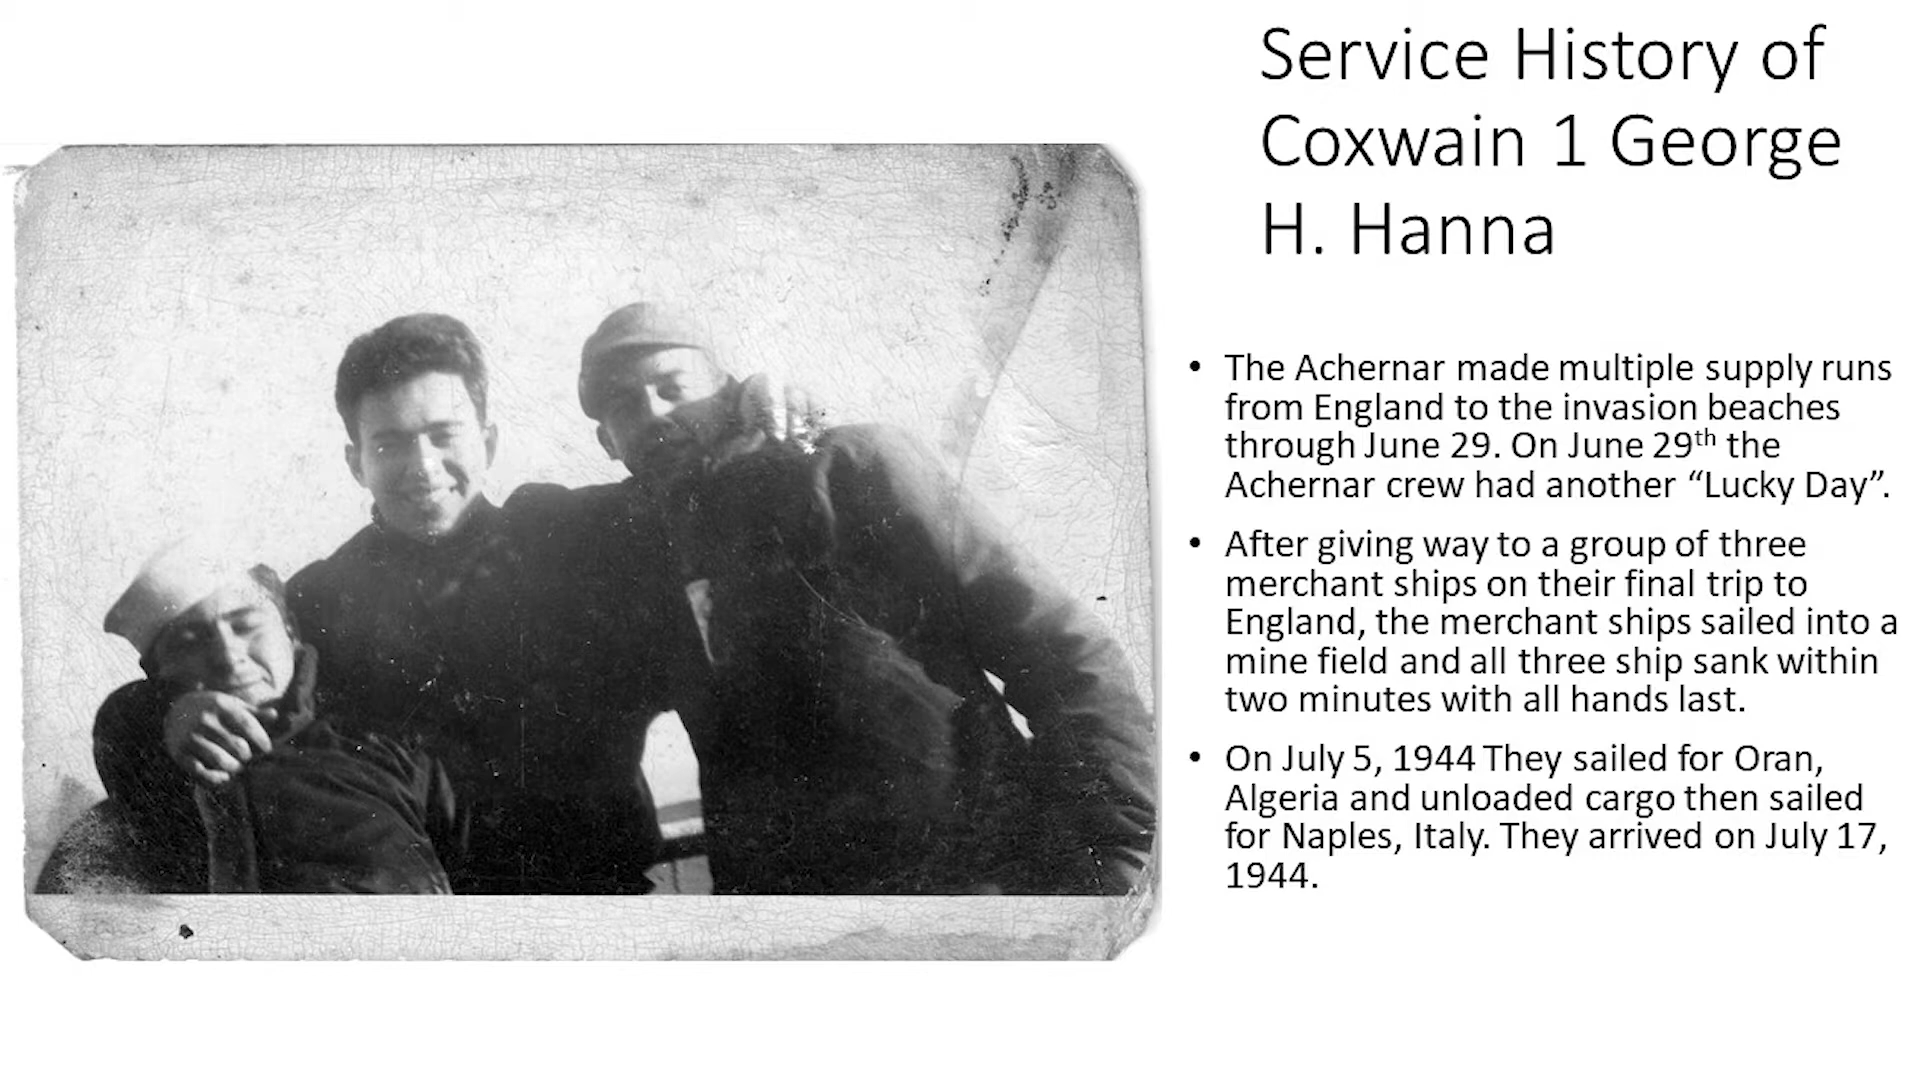 Service History of
Coxwain 1 George
H. Hanna
• The Achernar made multiple supply runs
from England to the invasion beaches
through June 29. On June 29th the
Achernar crew had another “Lucky Day”.
• After giving way to a group of three
merchant ships on their final trip to
England, the merchant ships sailed into a
mine field and all three ship sank within
two minutes with all hands last.
• On July 5, 1944 They sailed for Oran,
Algeria and unloaded cargo then sailed
for Naples, Italy. They arrived on July 17,
1944.